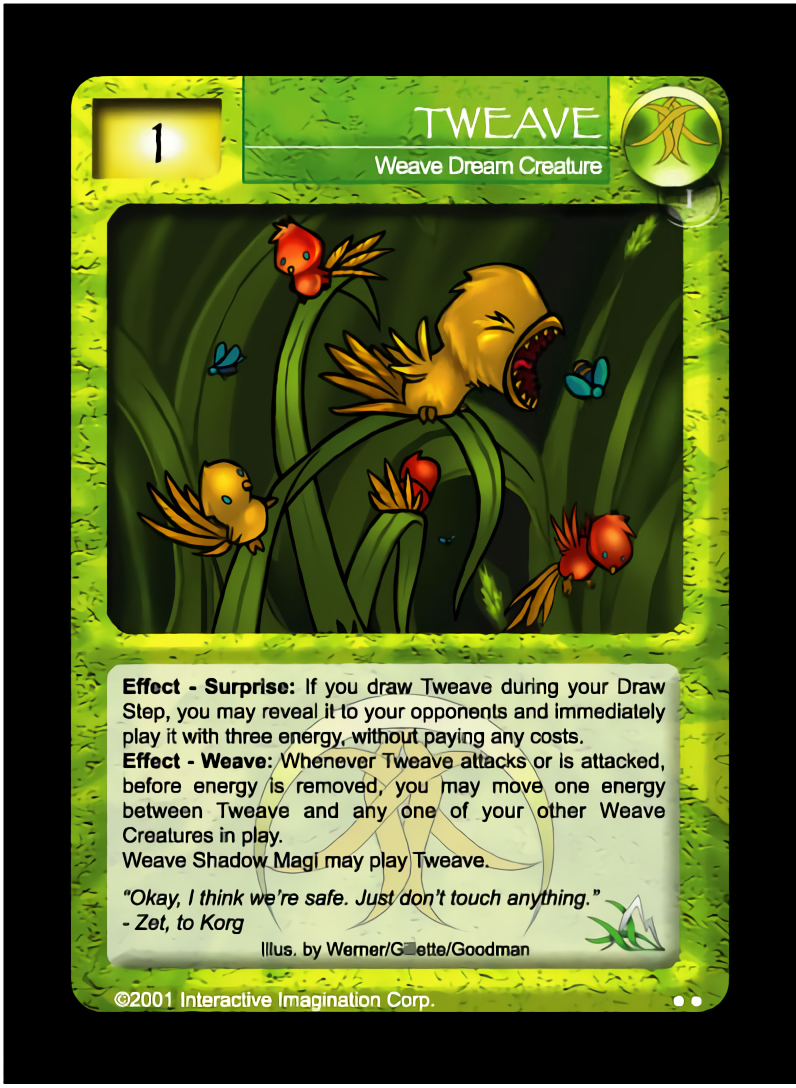 1
TWEAVE
Weave Dream Creature
1
Effect - Surprise: If you draw Tweave during your Draw
Step, you may reveal it to your opponents and immediately
play it with three energy, without paying any costs.
Effect - Weave: Whenever Tweave attacks or is attacked,
before energy is removed, you may move one energy
between Tweave and any one of your other Weave
Creatures in play.
Weave Shadow Magi may play Tweave.
"Okay, I think we're safe. Just don't touch anything."
- Zet, to Korg
Illus. by Werner/ /Goodman
©2001 Interactive Imagination Corp.